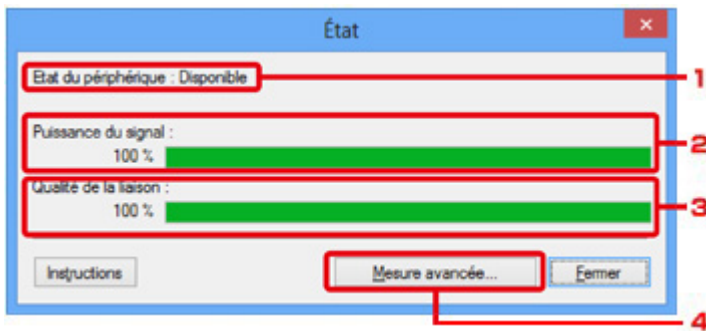 État
Etat du périphérique : Disponible
1
Puissance du signal :
100 %
2
Qualité de la liaison :
100 %
3
Instructions
Mesure avancée...
Fermer
4